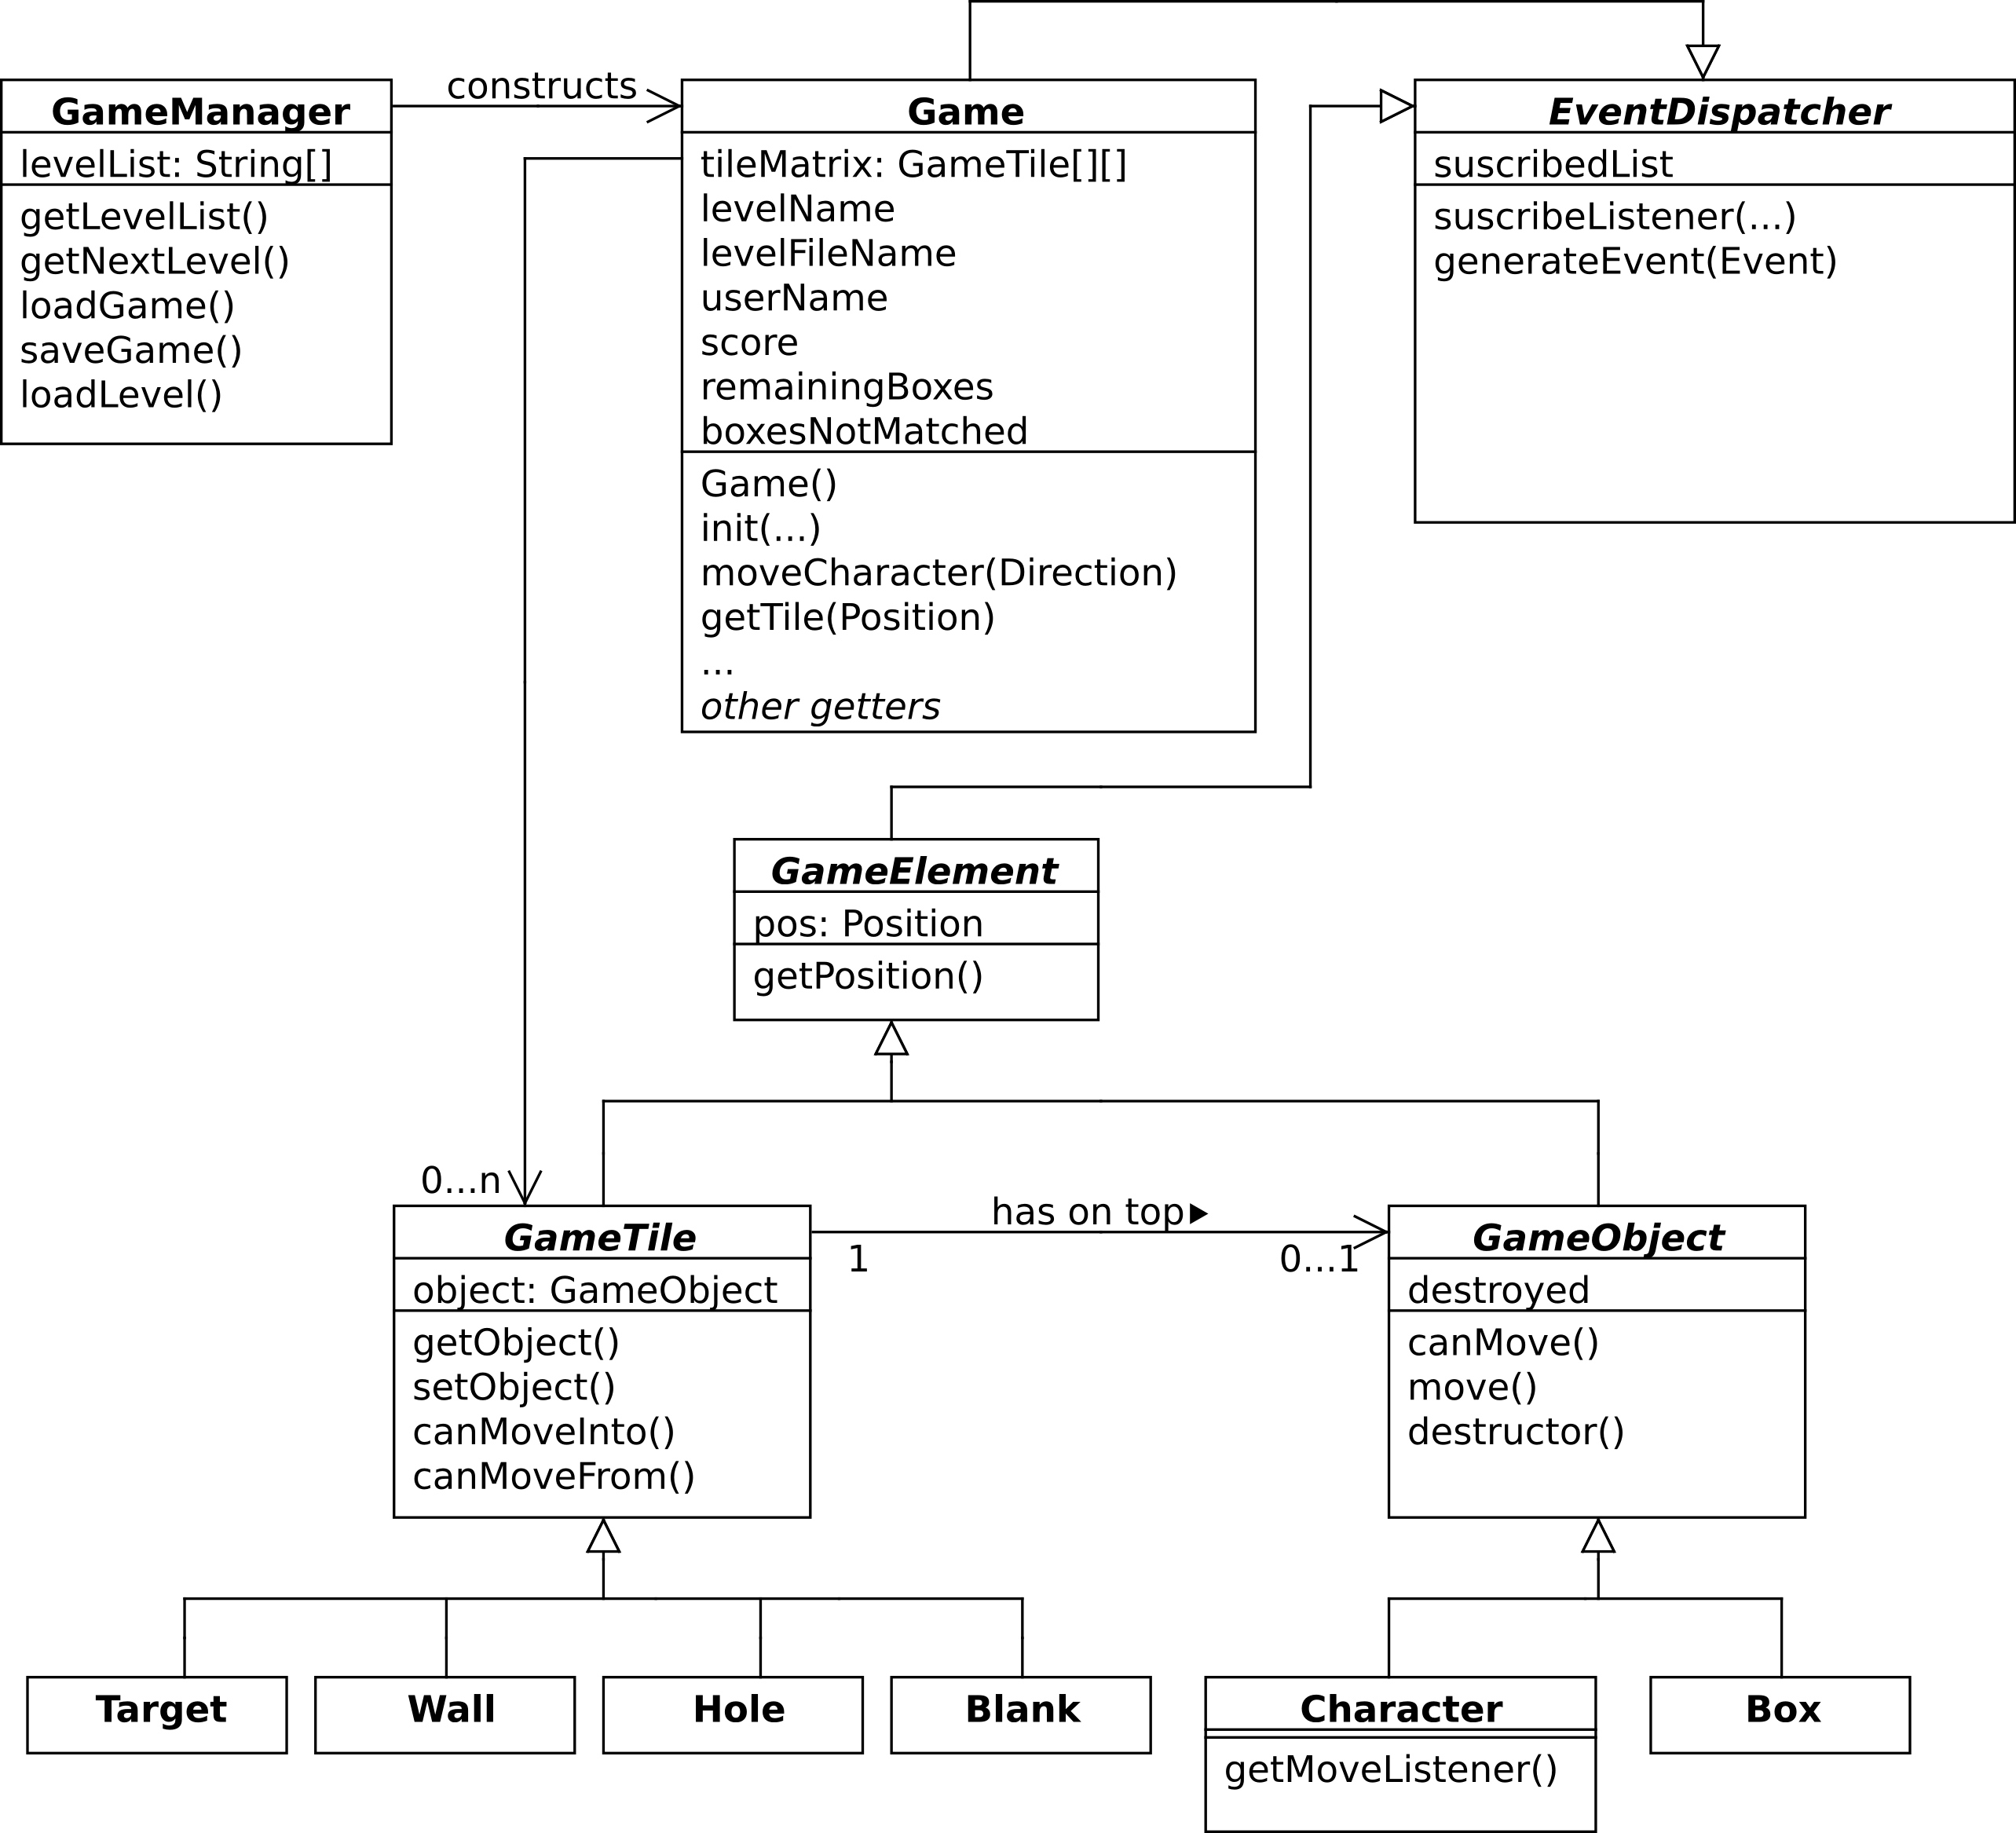 constructs
GameManager
levelList: String[]
getLevelList()
getNextLevel()
loadGame()
saveGame()
loadLevel()
Game
tileMatrix: GameTile[][]
levelName
levelFileName
userName
score
remainingBoxes
boxesNotMatched
Game()
init(...)
moveCharacter(Direction)
getTile(Position)
...
other getters
EventDispatcher
suscribedList
suscribeListener(...)
generateEvent(Event)
GameElement
pos: Position
getPosition()
0...n
has on top▶
1
0...1
GameTile
object: GameObject
getObject()
setObject()
canMoveInto()
canMoveFrom()
GameObject
destroyed
canMove()
move()
destructor()
Target
Wall
Hole
Blank
Character
getMoveListener()
Box